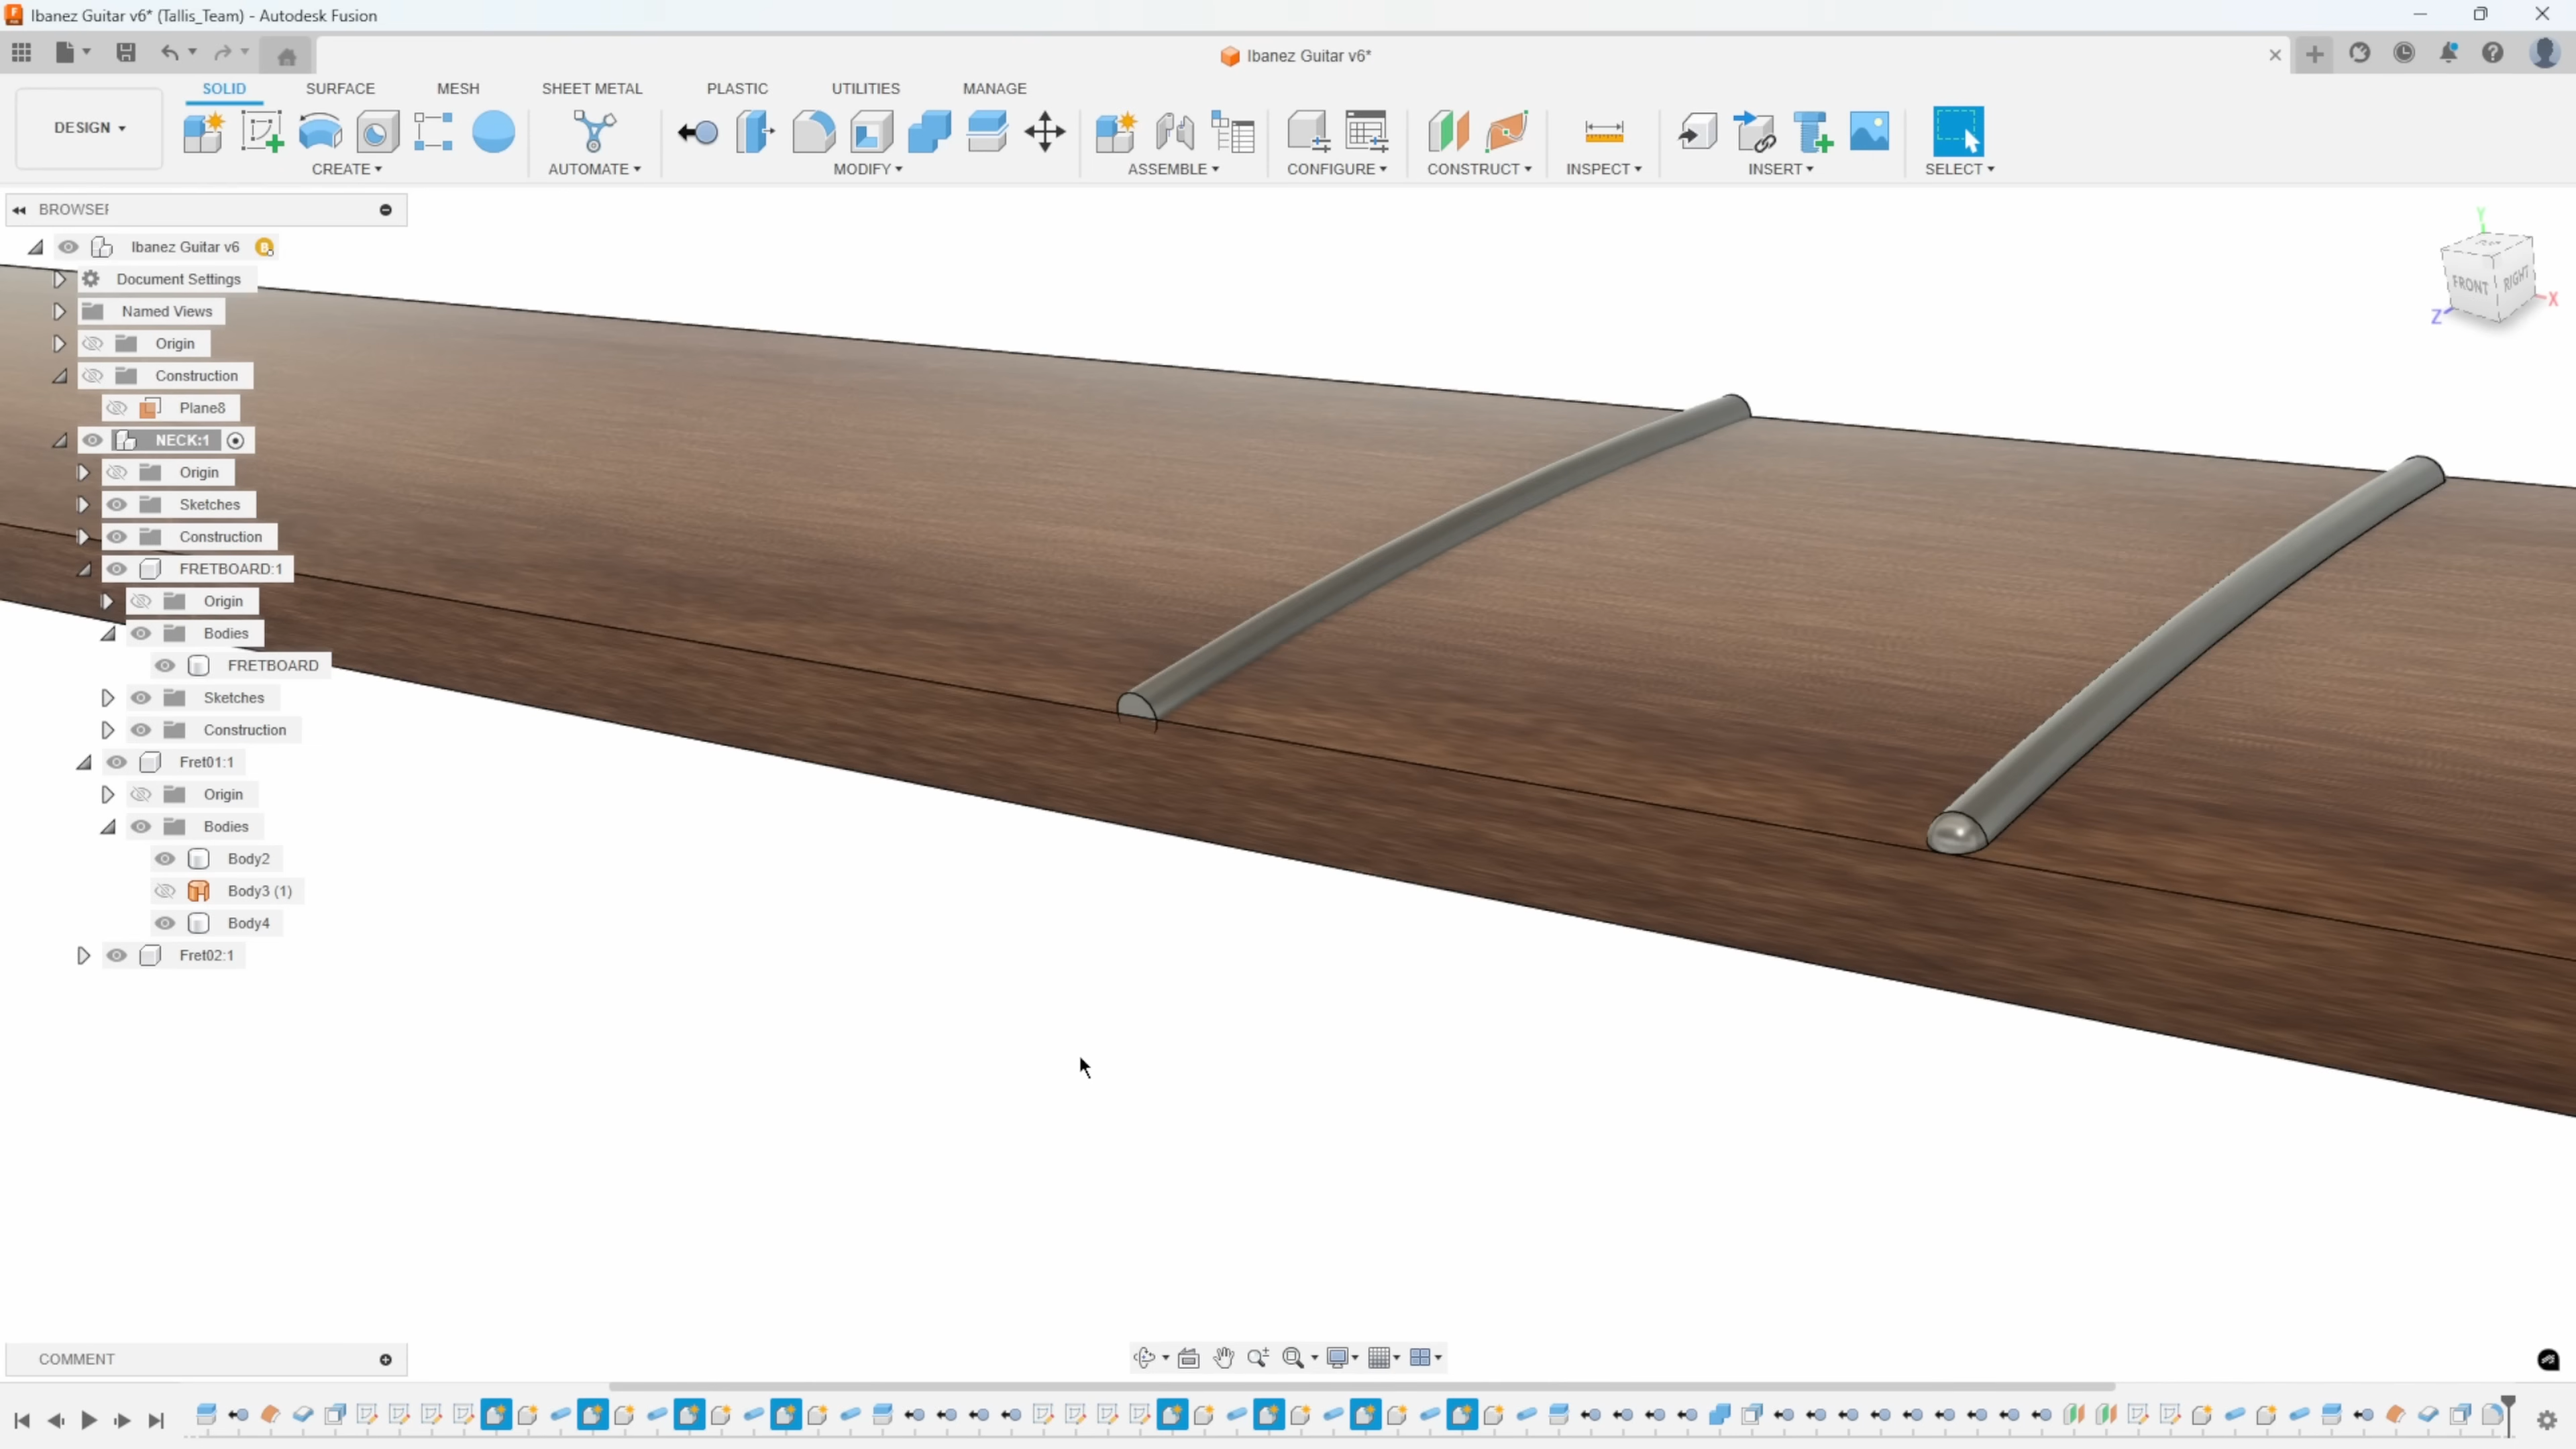 Ibanez Guitar v6* (Tallis_Team) - Autodesk Fusion
Ibanez Guitar v6*
DESIGN
SOLID SURFACE MESH SHEET METAL PLASTIC UTILITIES MANAGE
CREATE AUTOMATE MODIFY ASSEMBLE CONFIGURE CONSTRUCT INSPECT INSERT SELECT
BROWSER
Ibanez Guitar v6
Document Settings
Named Views
Origin
Construction
Plane8
NECK:1
Origin
Sketches
Construction
FRETBOARD:1
Origin
Bodies
FRETBOARD
Sketches
Construction
Fret01:1
Origin
Bodies
Body2
Body3 (1)
Body4
Fret02:1
Y
FRONT RIGHT
X
Z
COMMENT